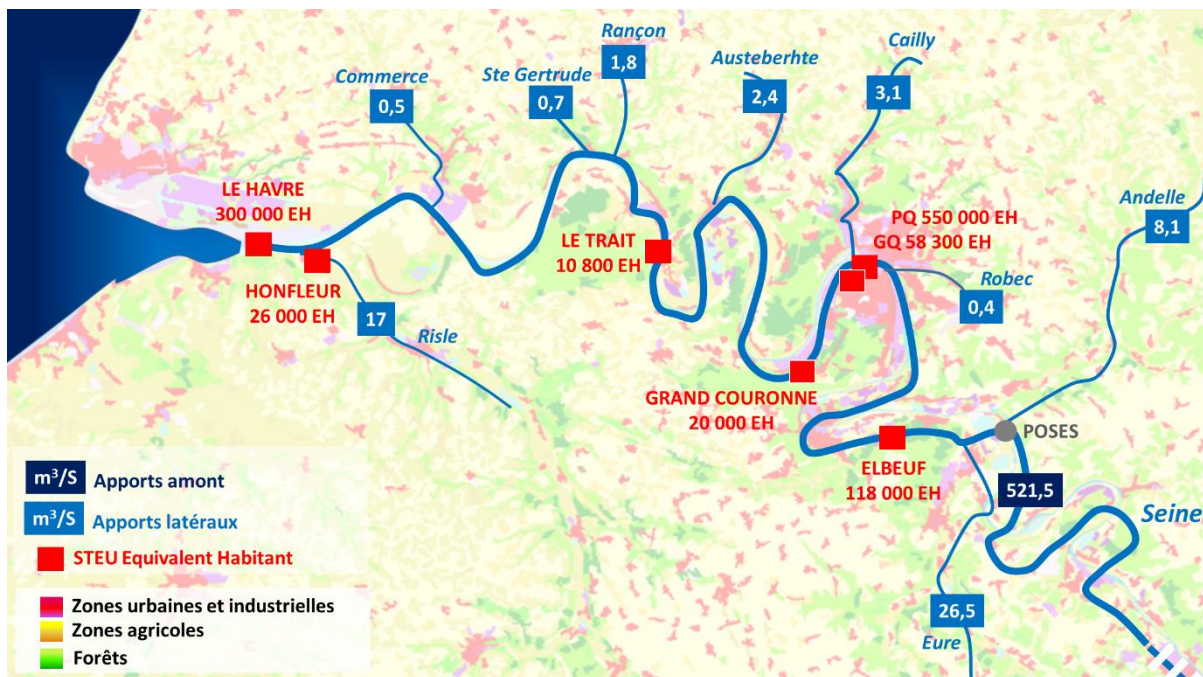 Rançon
1,8
Austeberhte
2,4
Cailly
3,1
Ste Gertrude
0,7
Commerce
0,5
Andelle
8,1
LE HAVRE
300 000 EH
PQ 550 000 EH
GQ 58 300 EH
LE TRAIT
10 800 EH
Robec
0,4
HONFLEUR
26 000 EH
17
Risle
GRAND COURONNE
20 000 EH
POSES
ELBEUF
118 000 EH
521,5
Seine
26,5
Eure
m³/S Apports amont
m³/S Apports latéraux
STEU Equivalent Habitant
Zones urbaines et industrielles
Zones agricoles
Forêts